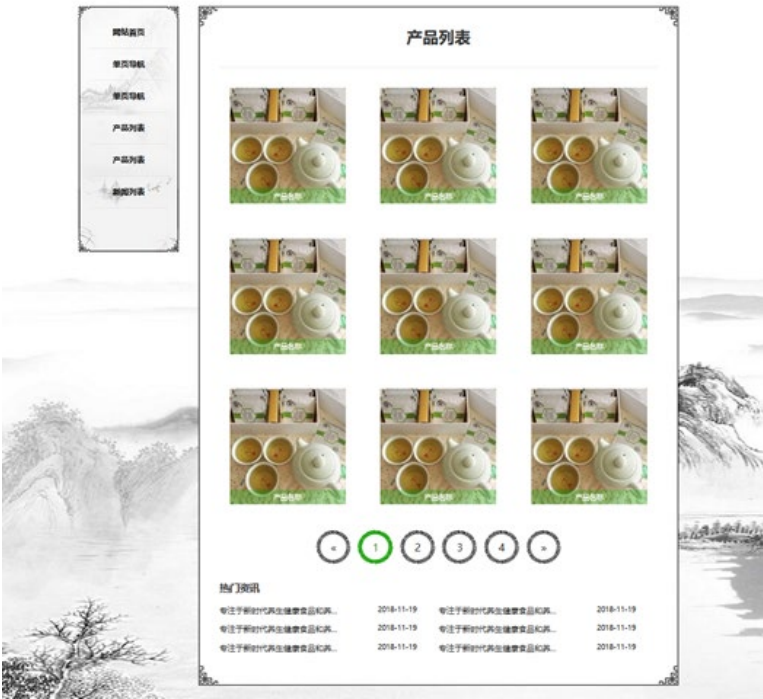 网站首页
单页导航
单页导航
产品列表
产品列表
新闻列表
产品列表
产品名称 产品名称 产品名称
产品名称 产品名称 产品名称
产品名称 产品名称 产品名称
« 1 2 3 4 »
热门资讯
专注于新时代养生健康食品和养... 2018-11-19 专注于新时代养生健康食品和养... 2018-11-19
专注于新时代养生健康食品和养... 2018-11-19 专注于新时代养生健康食品和养... 2018-11-19
专注于新时代养生健康食品和养... 2018-11-19 专注于新时代养生健康食品和养... 2018-11-19